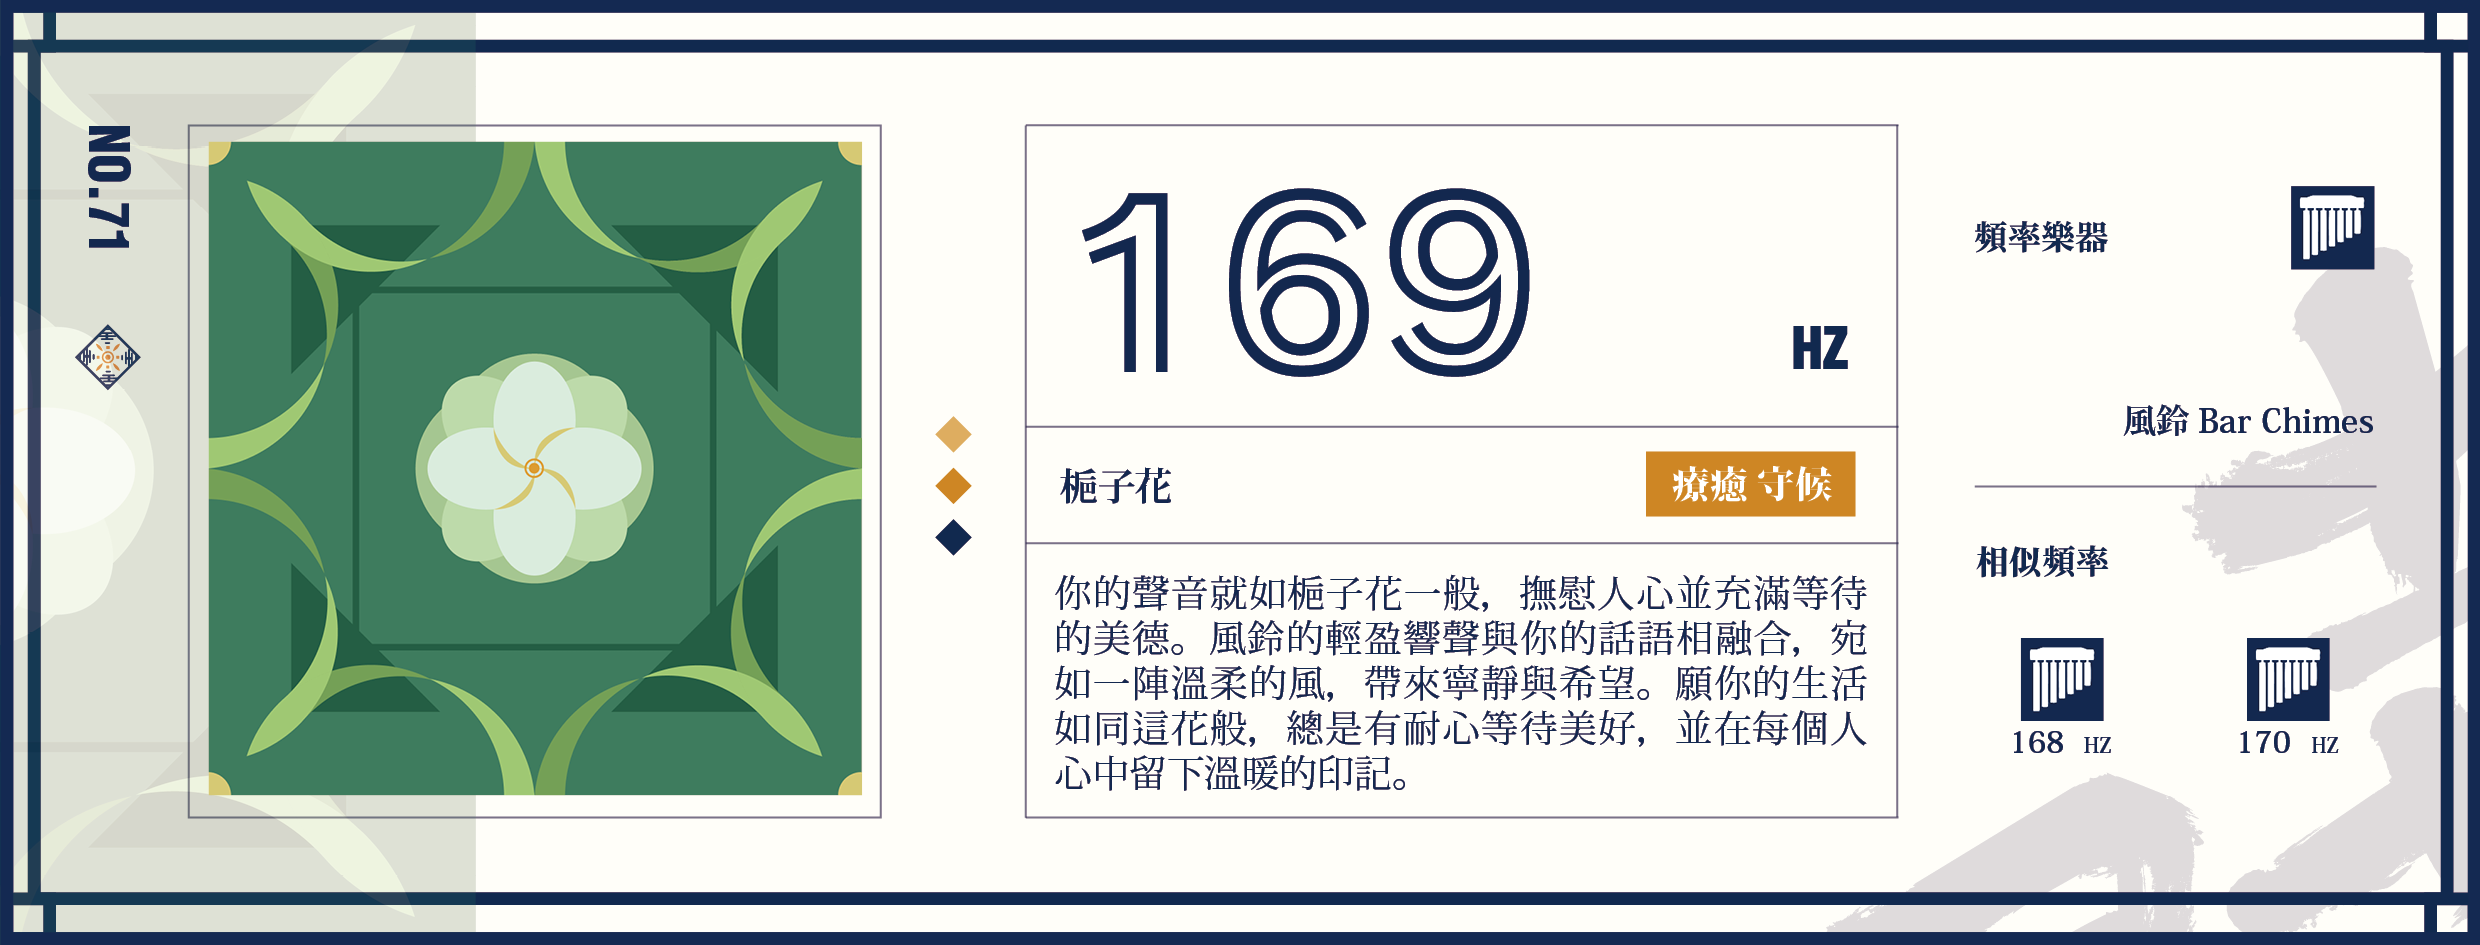 NO.71
169
HZ
梔子花
療癒 守候
你的聲音就如梔子花一般，撫慰人心並充滿等待
的美德。風鈴的輕盈響聲與你的話語相融合，宛
如一陣溫柔的風，帶來寧靜與希望。願你的生活
如同這花般，總是有耐心等待美好，並在每個人
心中留下溫暖的印記。
頻率樂器
風鈴 Bar Chimes
相似頻率
168 HZ
170 HZ